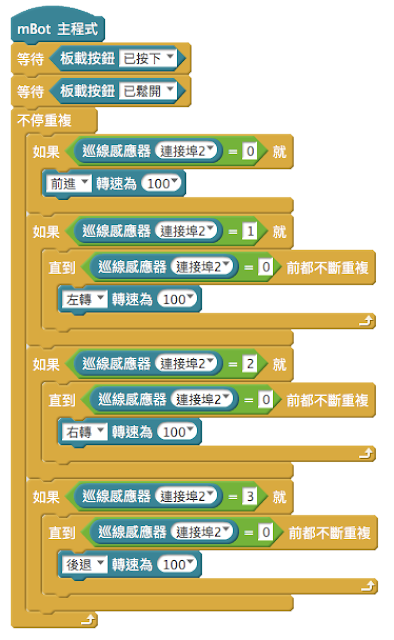 mBot 主程式
等待 板載按鈕 已按下
等待 板載按鈕 已鬆開
不停重複
如果 巡線感應器 連接埠2 = 0 就
前進 轉速為 100
如果 巡線感應器 連接埠2 = 1 就
直到 巡線感應器 連接埠2 = 0 前都不斷重複
左轉 轉速為 100
如果 巡線感應器 連接埠2 = 2 就
直到 巡線感應器 連接埠2 = 0 前都不斷重複
右轉 轉速為 100
如果 巡線感應器 連接埠2 = 3 就
直到 巡線感應器 連接埠2 = 0 前都不斷重複
後退 轉速為 100